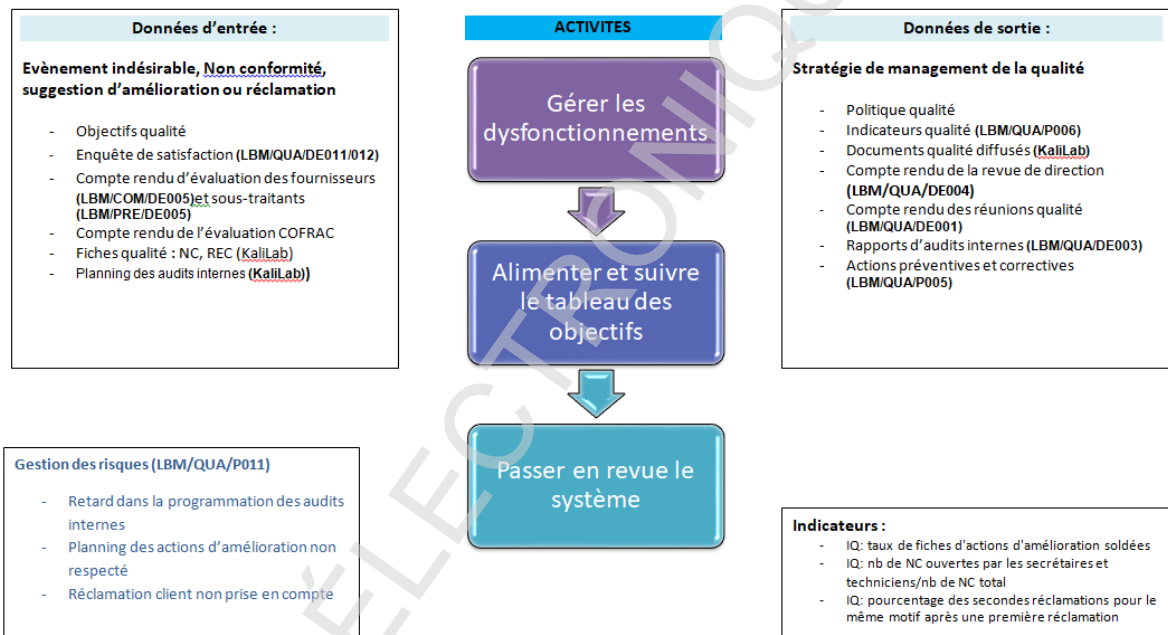 Données d'entrée :
Evènement indésirable, Non conformité,
suggestion d'amélioration ou réclamation
- Objectifs qualité
- Enquête de satisfaction (LBM/QUA/DE011/012)
- Compte rendu d'évaluation des fournisseurs
(LBM/COM/DE005)et sous-traitants
(LBM/PRE/DE005)
- Compte rendu de l'évaluation COFRAC
- Fiches qualité : NC, REC (KaliLab)
- Planning des audits internes (KaliLab))
ACTIVITES
Gérer les
dysfonctionnements
Alimenter et suivre
le tableau des
objectifs
Passer en revue le
système
Données de sortie :
Stratégie de management de la qualité
- Politique qualité
- Indicateurs qualité (LBM/QUA/P006)
- Documents qualité diffusés (KaliLab)
- Compte rendu de la revue de direction
(LBM/QUA/DE004)
- Compte rendu des réunions qualité
(LBM/QUA/DE001)
- Rapports d'audits internes (LBM/QUA/DE003)
- Actions préventives et correctives
(LBM/QUA/P005)
Gestion des risques (LBM/QUA/P011)
- Retard dans la programmation des audits
internes
- Planning des actions d'amélioration non
respecté
- Réclamation client non prise en compte
Indicateurs :
- IQ: taux de fiches d'actions d'amélioration soldées
- IQ: nb de NC ouvertes par les secrétaires et
techniciens/nb de NC total
- IQ: pourcentage des secondes réclamations pour le
même motif après une première réclamation
ÉLECTRONIQU